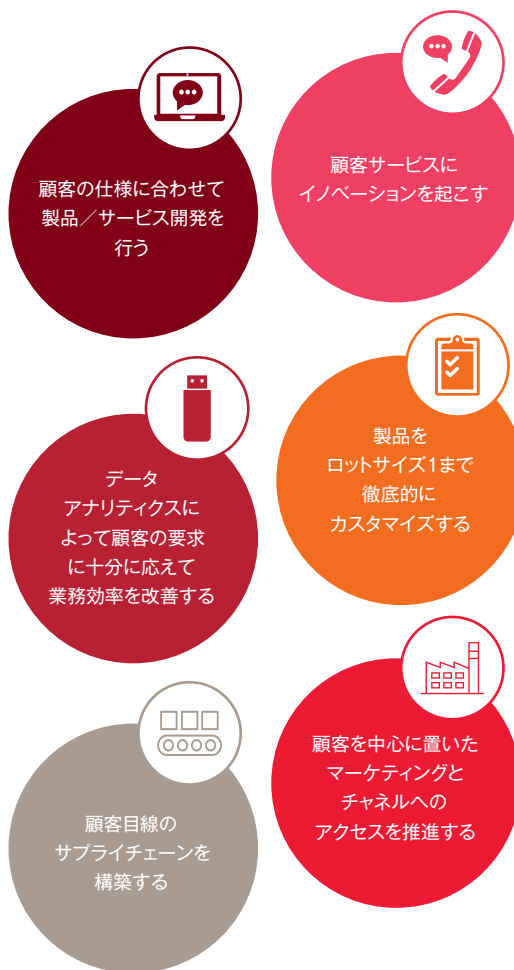 顧客の仕様に合わせて
製品／サービス開発を
行う
顧客サービスに
イノベーションを起こす
データ
アナリティクスに
よって顧客の要求
に十分に応えて
業務効率を改善する
製品を
ロットサイズ1まで
徹底的に
カスタマイズする
顧客目線の
サプライチェーンを
構築する
顧客を中心に置いた
マーケティングと
チャネルへの
アクセスを推進する